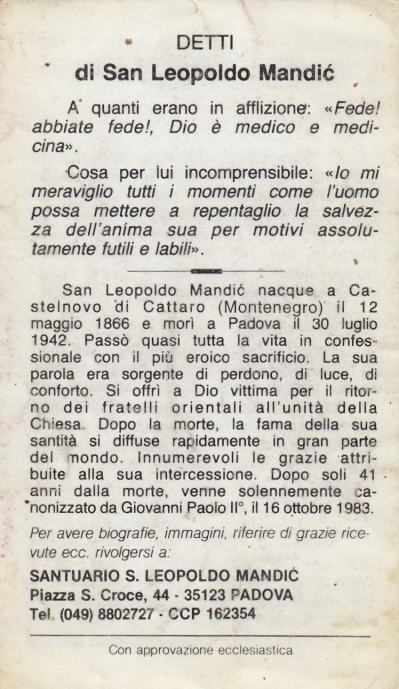 DETTI
di San Leopoldo Mandić
A quanti erano in afflizione: «Fede!
abbiate fede!, Dio è medico e medi-
cina».
Cosa per lui incomprensibile: «Io mi
meraviglio tutti i momenti come l'uomo
possa mettere a repentaglio la salvez-
za dell'anima sua per motivi assolu-
tamente futili e labili».
San Leopoldo Mandić nacque a Ca-
stelnovo di Cattaro (Montenegro) il 12
maggio 1866 e morì a Padova il 30 luglio
1942. Passò quasi tutta la vita in confes-
sionale con il più eroico sacrificio. La sua
parola era sorgente di perdono, di luce, di
conforto. Si offrì a Dio vittima per il ritor-
no dei fratelli orientali all'unità della
Chiesa. Dopo la morte, la fama della sua
santità si diffuse rapidamente in gran parte
del mondo. Innumerevoli le grazie attri-
buite alla sua intercessione. Dopo soli 41
anni dalla morte, venne solennemente ca-
nonizzato da Giovanni Paolo II°, il 16 ottobre 1983.
Per avere biografie, immagini, riferire di grazie rice-
vute ecc. rivolgersi a:
SANTUARIO S. LEOPOLDO MANDIĆ
Piazza S. Croce, 44 - 35123 PADOVA
Tel. (049) 8802727 - CCP 162354
Con approvazione ecclesiastica